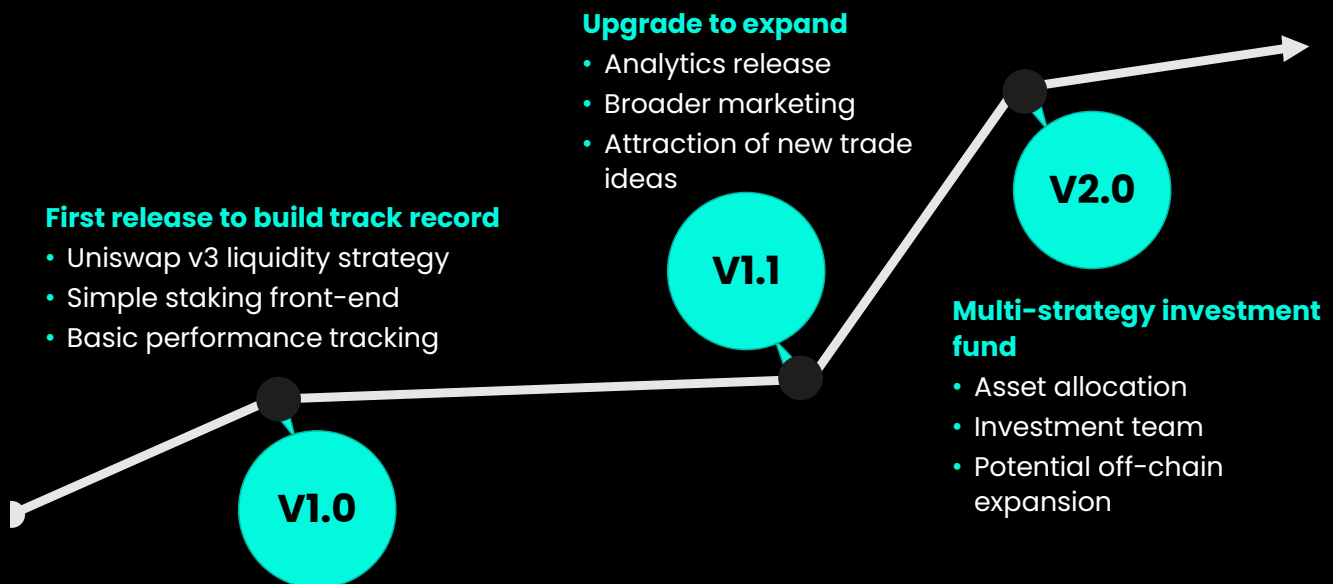 Upgrade to expand
• Analytics release
• Broader marketing
• Attraction of new trade
ideas
First release to build track record
• Uniswap v3 liquidity strategy
• Simple staking front-end
• Basic performance tracking
V1.0
V1.1
V2.0
Multi-strategy investment
fund
• Asset allocation
• Investment team
• Potential off-chain
expansion